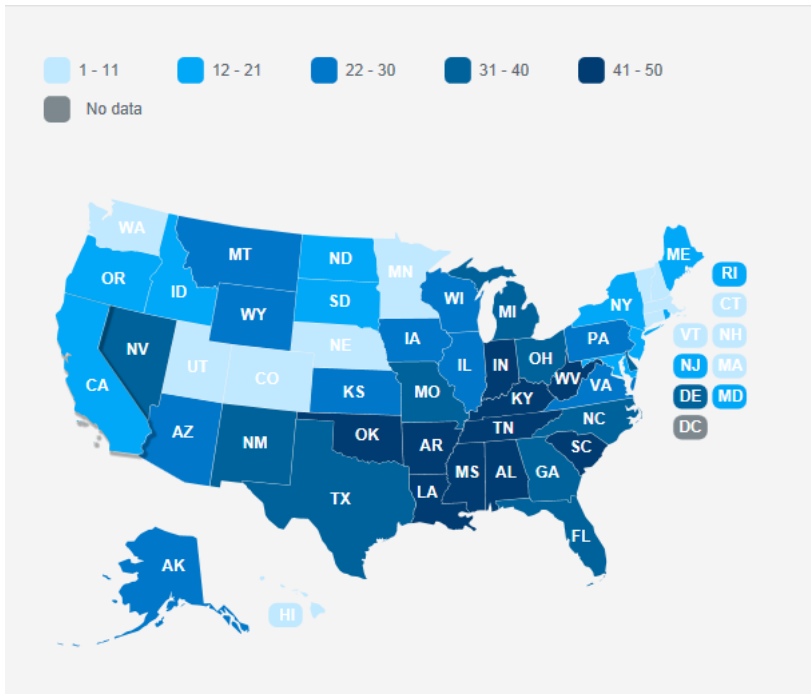 1 - 11 12 - 21 22 - 30 31 - 40 41 - 50
No data
WA
MT ND MN ME
OR ID SD WI MI NY RI
WY CT
NV UT NE IA PA VT NH
CA CO IL IN OH NJ MA
KS MO WV VA DE MD
KY
AZ NM OK AR TN NC DC
SC
MS AL GA
TX LA
FL
AK
HI